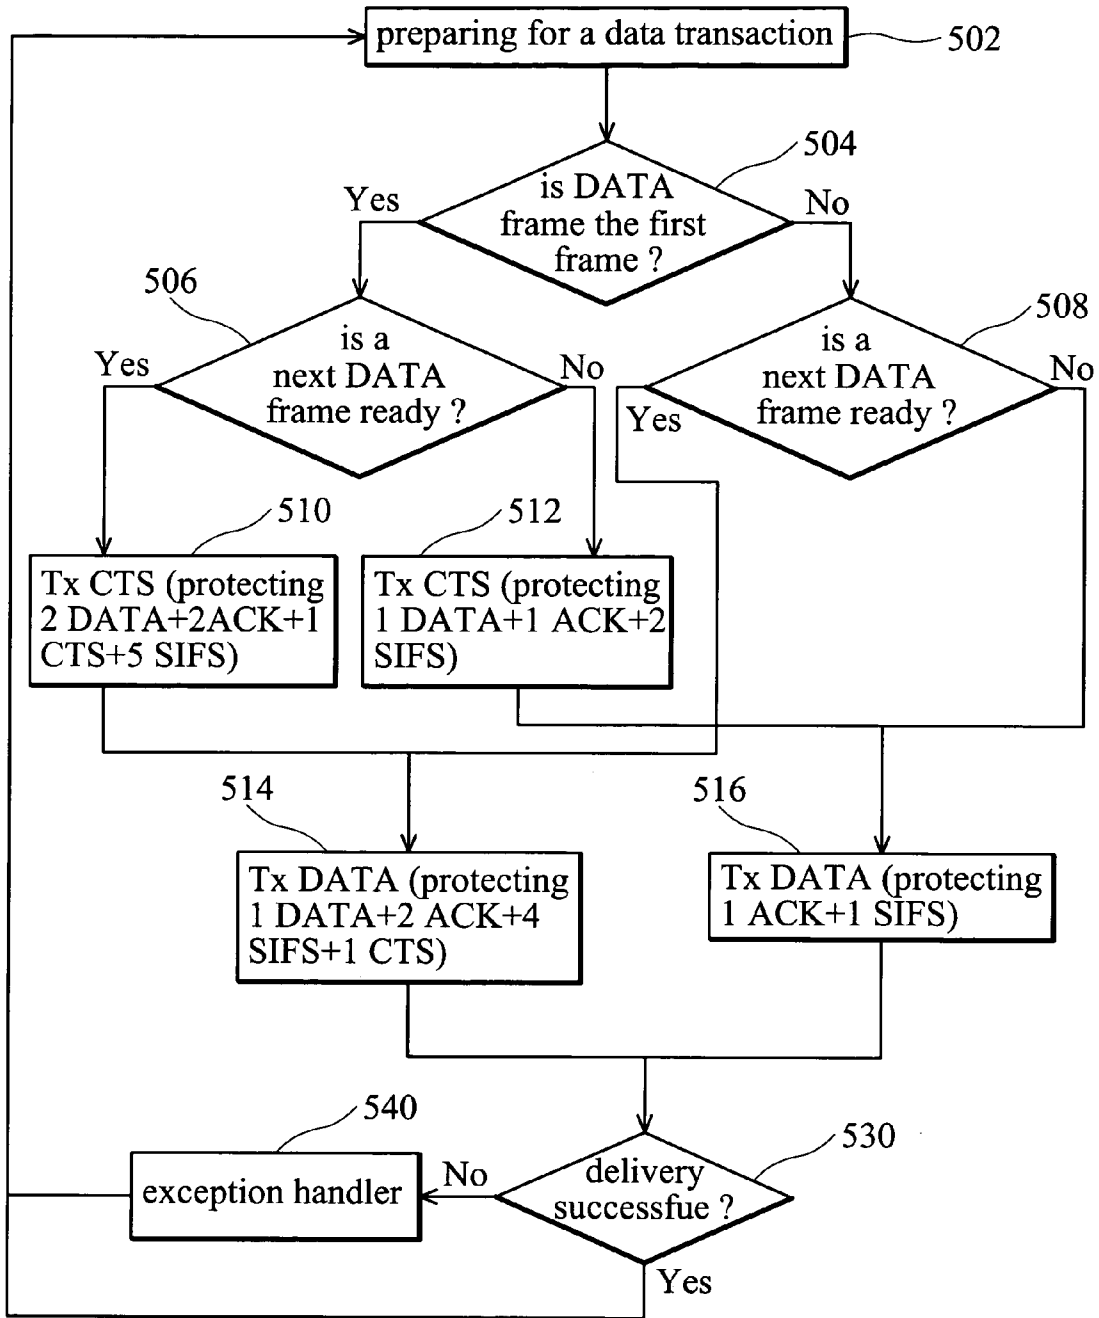 preparing for a data transaction
502
504
is DATA
frame the first
frame ?
Yes
No
506
is a
next DATA
frame ready ?
Yes
No
508
is a
next DATA
frame ready ?
Yes
No
510
Tx CTS (protecting
2 DATA+2ACK+1
CTS+5 SIFS)
512
Tx CTS (protecting
1 DATA+1 ACK+2
SIFS)
514
Tx DATA (protecting
1 DATA+2 ACK+4
SIFS+1 CTS)
516
Tx DATA (protecting
1 ACK+1 SIFS)
540
exception handler
530
delivery
successfue ?
No
Yes